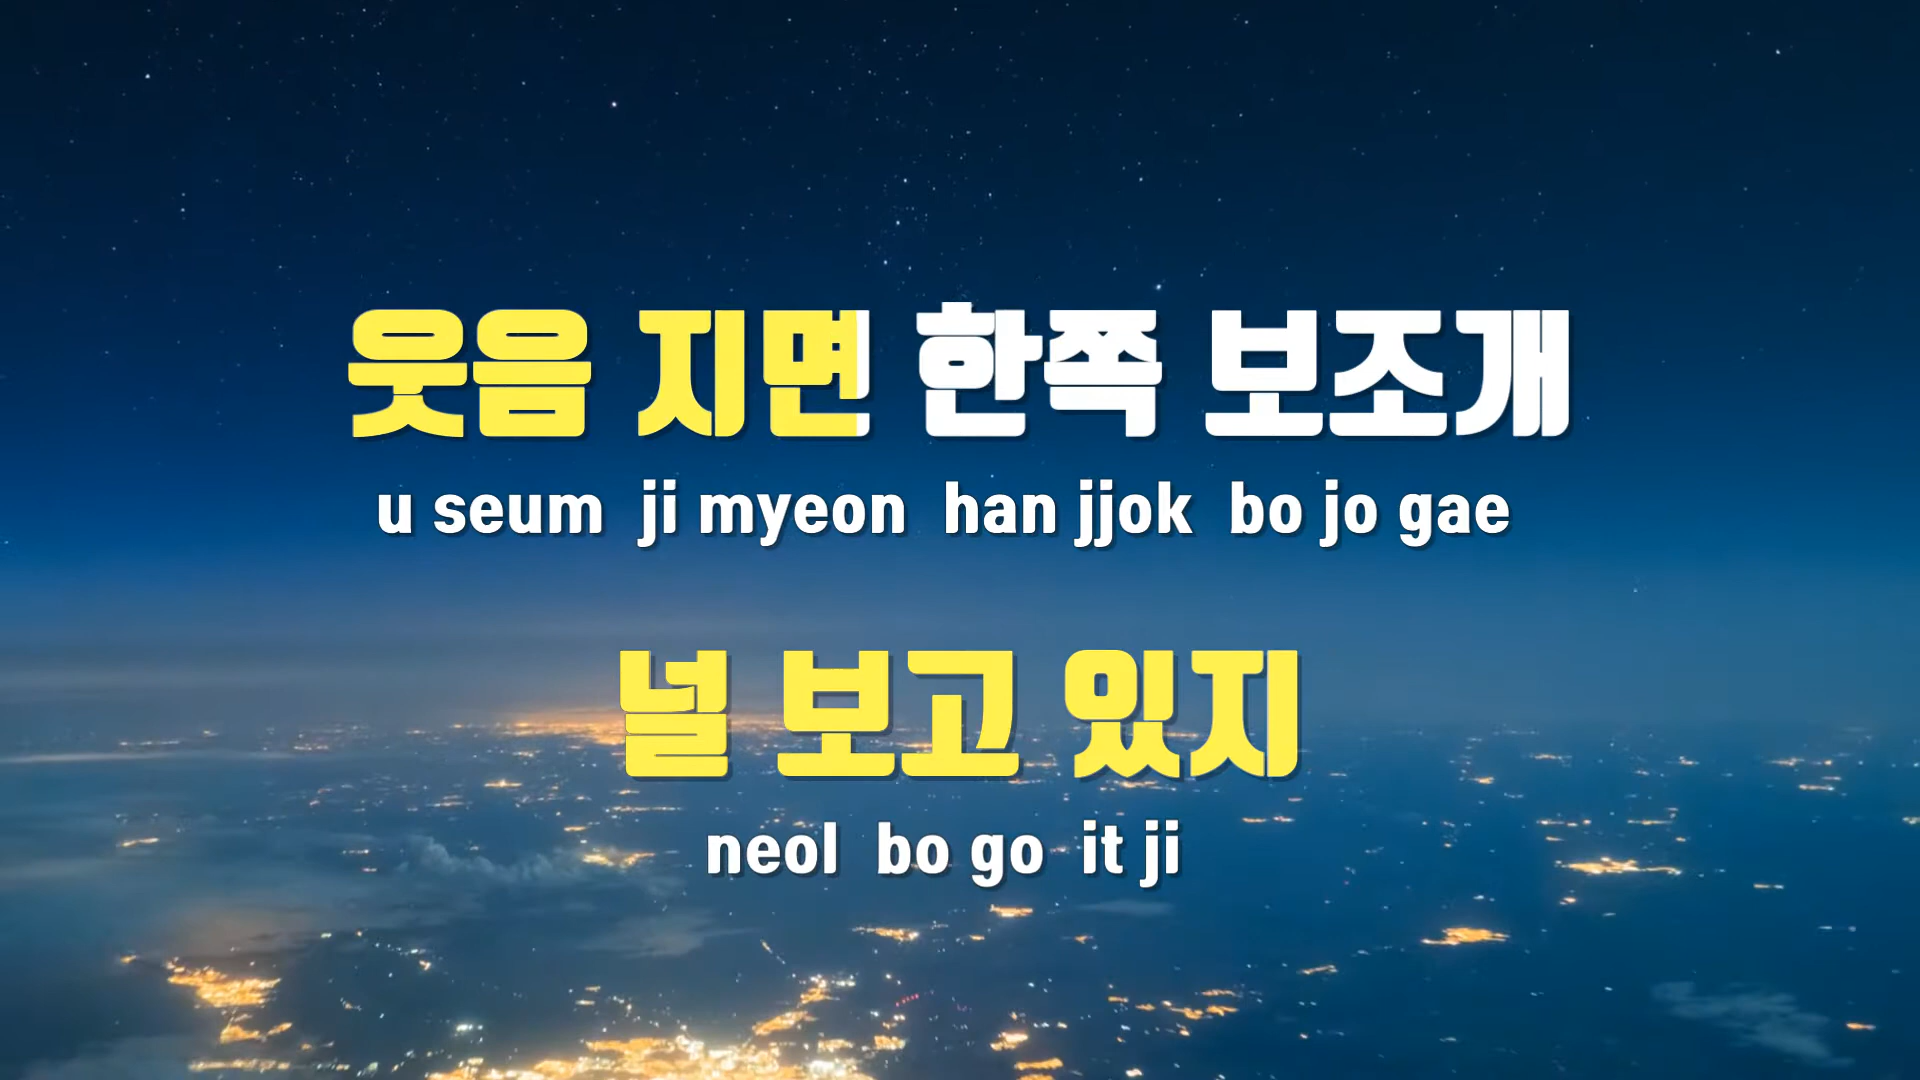 웃음 지면 한쪽 보조개
u seum ji myeon han jjok bo jo gae
널 보고 있지
neol bo go it ji